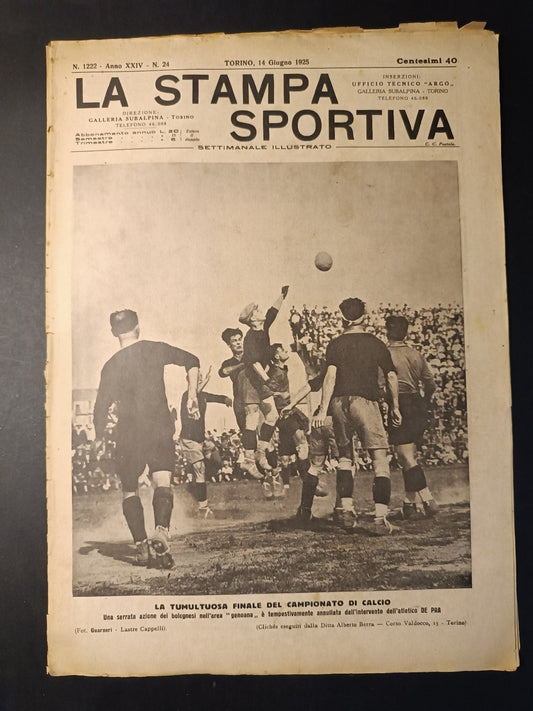 N. 1222 - Anno XXIV - N. 24
TORINO, 14 Giugno 1925
Centesimi 40
LA STAMPA
SPORTIVA
DIREZIONE:
GALLERIA SUBALPINA - TORINO
TELEFONO 46.088
INSERZIONI:
UFFICIO TECNICO "ARGO"
GALLERIA SUBALPINA - TORINO
TELEFONO 46.088
Abbonamento annuo L. 20
Semestre
Trimestre
SETTIMANALE ILLUSTRATO
C. C. Postale.
LA TUMULTUOSA FINALE DEL CAMPIONATO DI CALCIO
Una serrata azione dei bolognesi nell'area "genoana„ è tempestivamente annullata dall'intervento dell'atletico DE PRA
(Fot. Guarneri - Lastre Cappelli).
(Clichés eseguiti dalla Ditta Alberto Berra — Corso Valdocco, 15 - Torino)